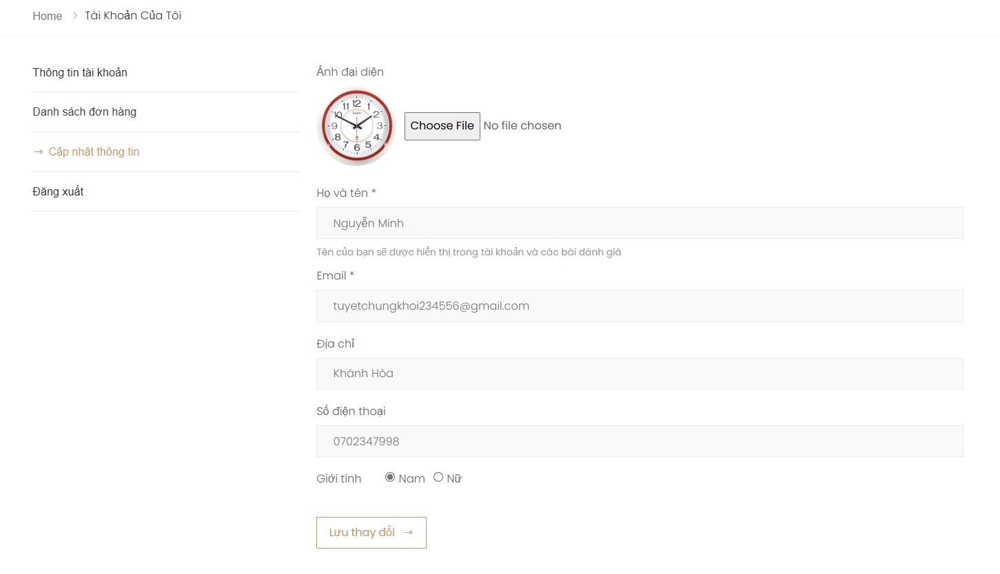 Home > Tài Khoản Của Tôi
Thông tin tài khoản
Danh sách đơn hàng
→ Cập nhật thông tin
Đăng xuất
Ảnh đại diện
12
1
2
3
4
5
6
7
8
9
10
11
Choose File No file chosen
Họ và tên *
Nguyễn Minh
Tên của bạn sẽ được hiển thị trong tài khoản và các bài đánh giá
Email *
tuyetchungkhoi234556@gmail.com
Địa chỉ
Khánh Hòa
Số điện thoại
0702347998
Giới tính Nam Nữ
Lưu thay đổi →